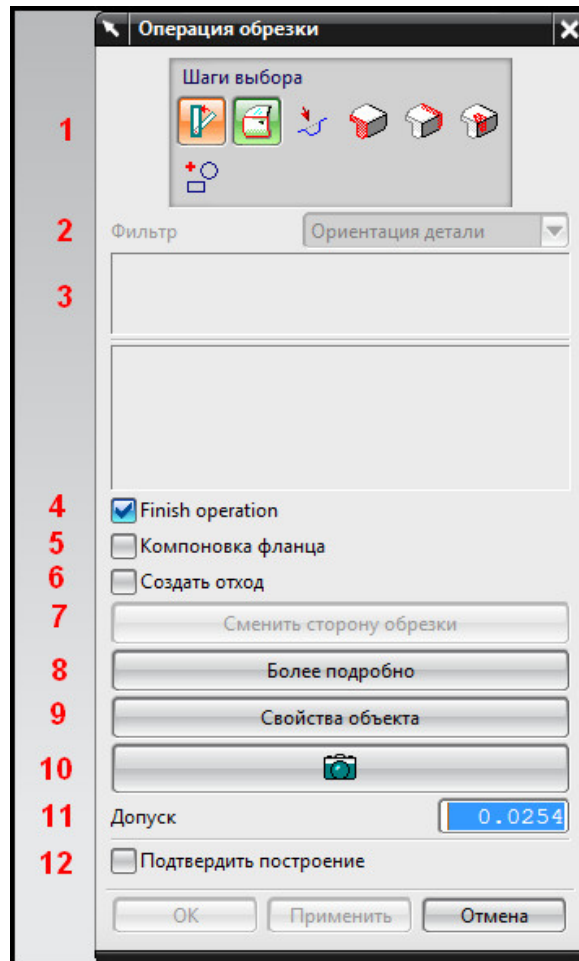 Операция обрезки
Шаги выбора
1
2 Фильтр Ориентация детали
3
4 Finish operation
5 Компоновка фланца
6 Создать отход
7 Сменить сторону обрезки
8 Более подробно
9 Свойства объекта
10
11 Допуск 0.0254
12 Подтвердить построение
ОК Применить Отмена